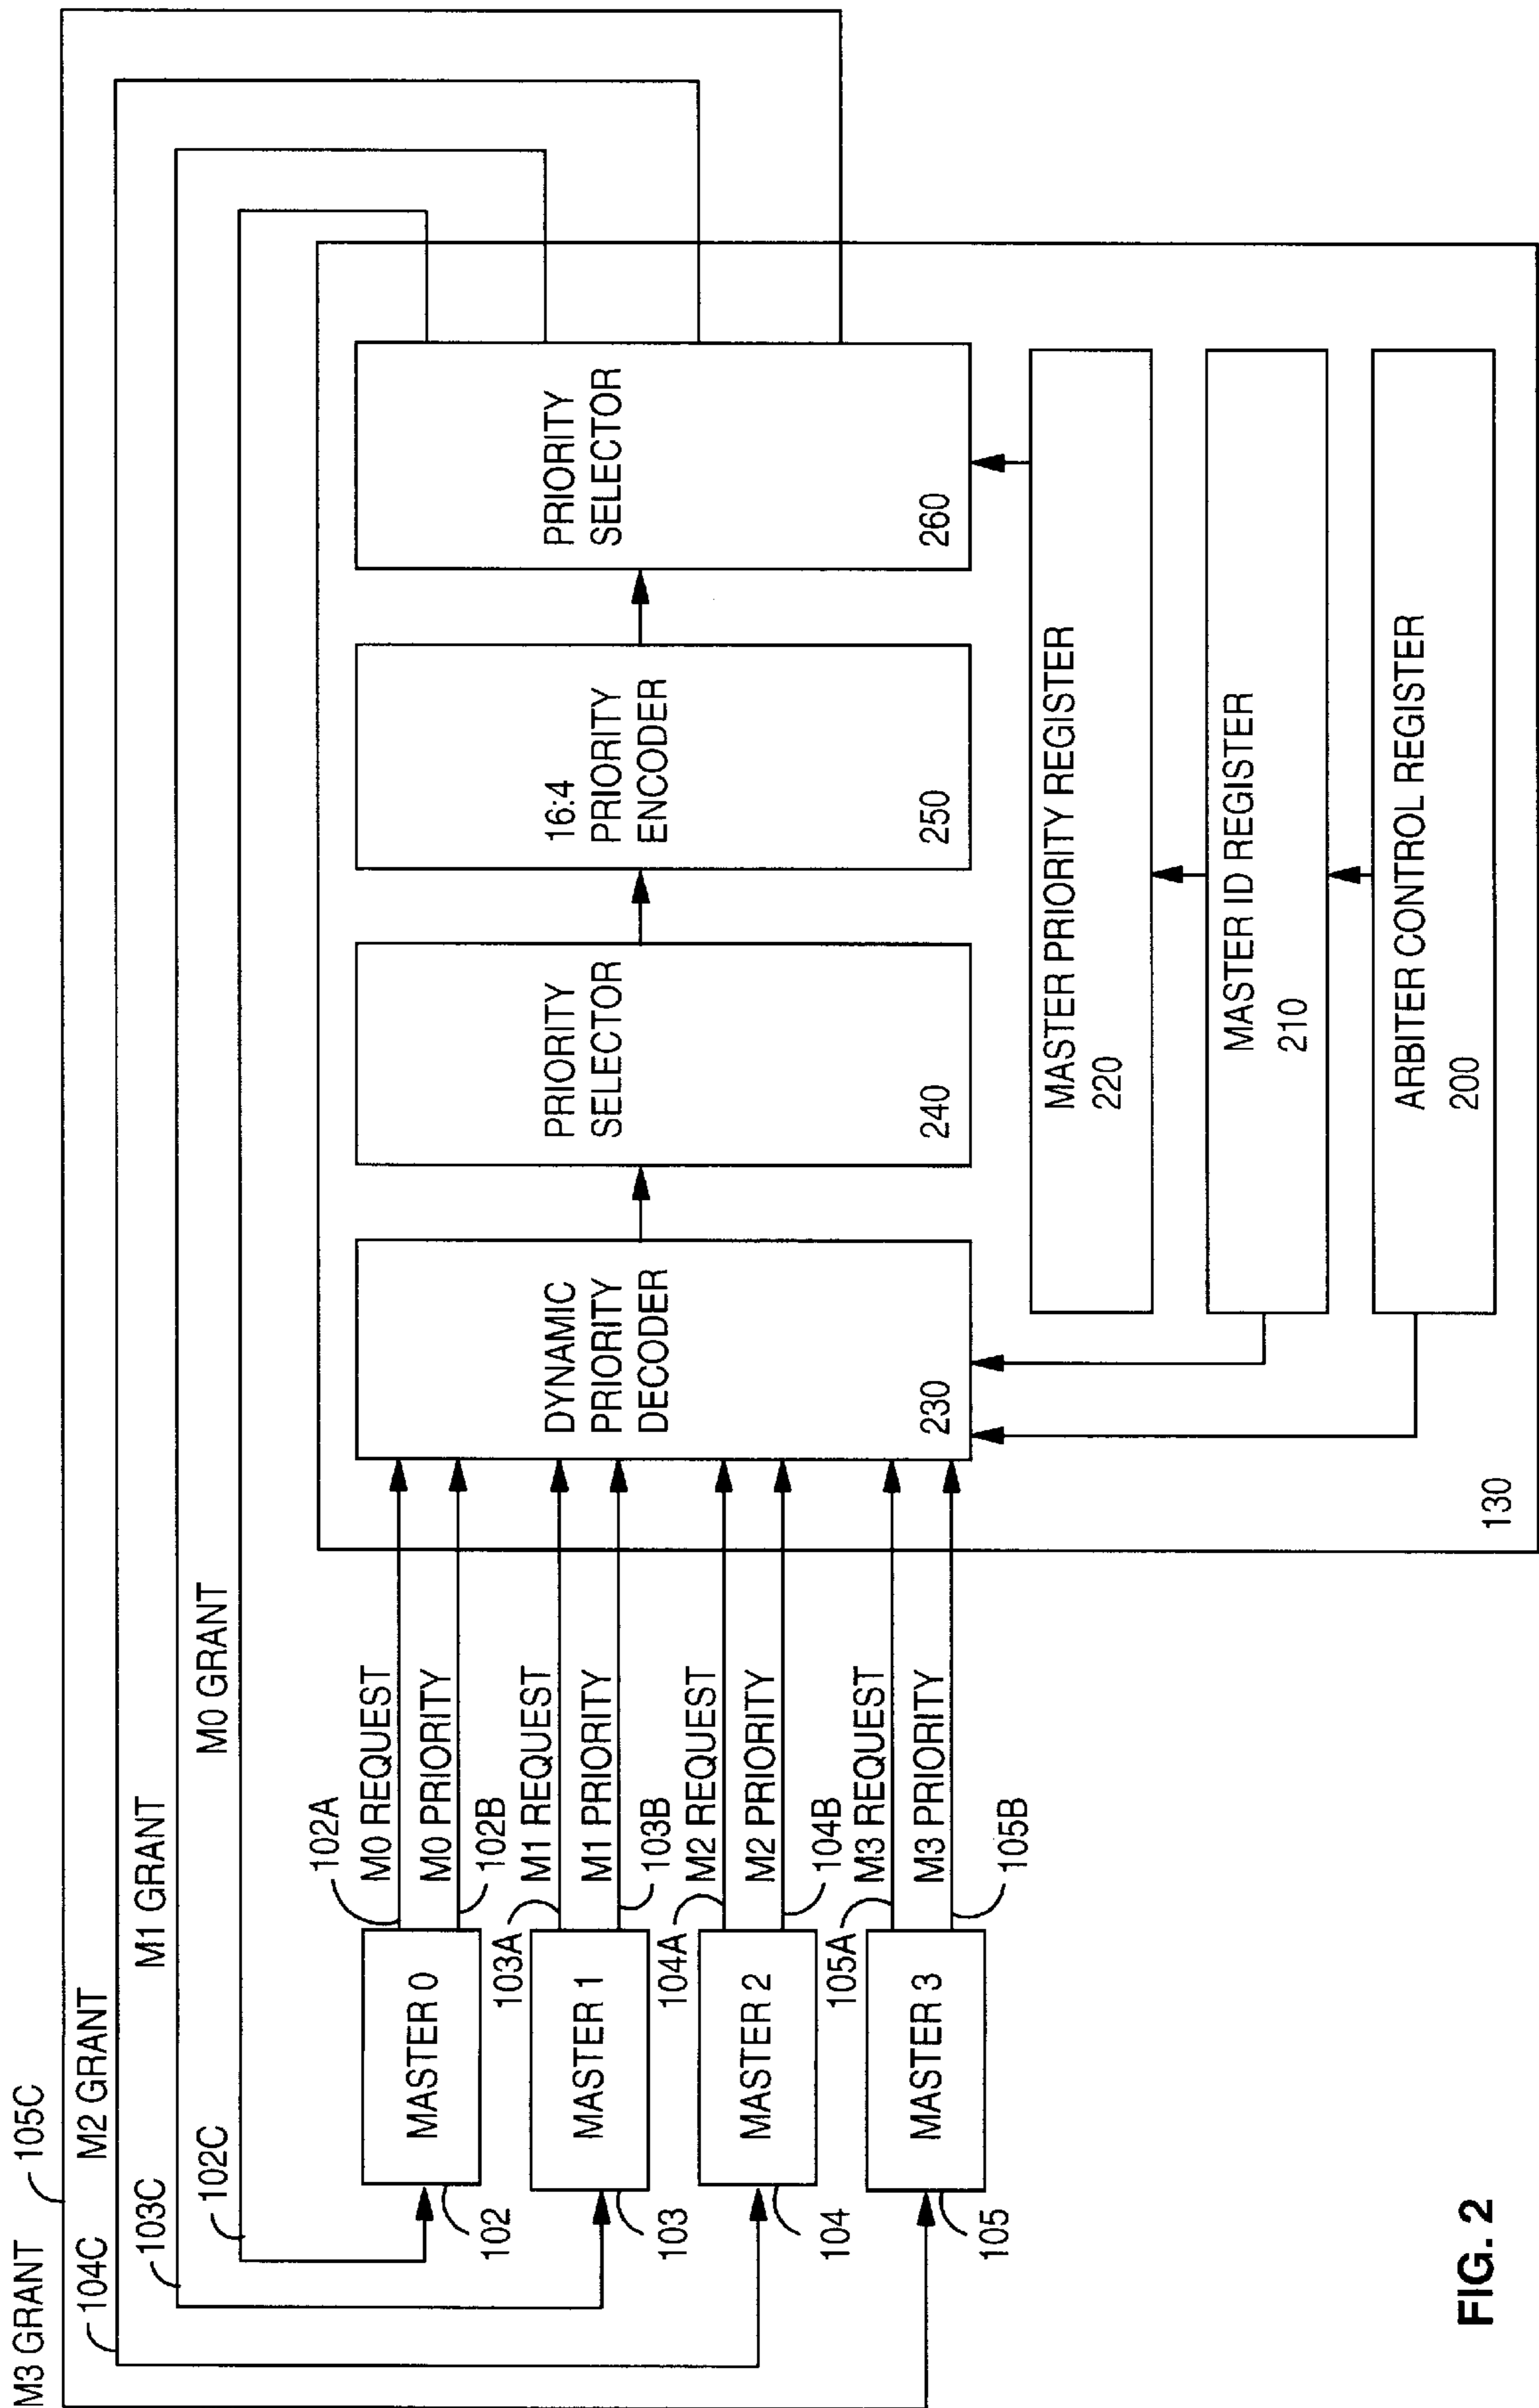 M3 GRANT
105C
M2 GRANT
104C
M1 GRANT
103C
M0 GRANT
102C
MASTER 0
102
102A
M0 REQUEST
M0 PRIORITY
102B
MASTER 1
103
103A
M1 REQUEST
M1 PRIORITY
103B
MASTER 2
104
104A
M2 REQUEST
M2 PRIORITY
104B
MASTER 3
105
105A
M3 REQUEST
M3 PRIORITY
105B
DYNAMIC
PRIORITY
DECODER
230
PRIORITY
SELECTOR
240
16:4
PRIORITY
ENCODER
250
PRIORITY
SELECTOR
260
MASTER PRIORITY REGISTER
220
MASTER ID REGISTER
210
ARBITER CONTROL REGISTER
200
130
FIG. 2